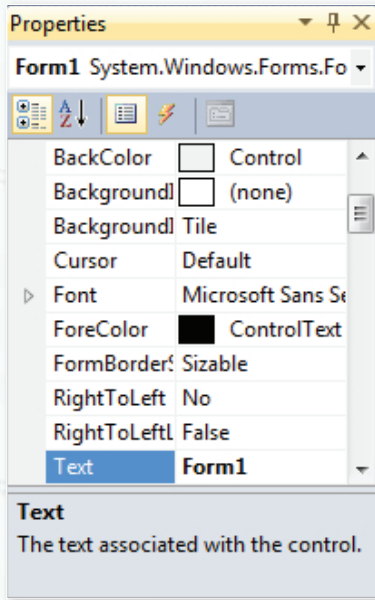 Properties
Form1 System.Windows.Forms.Fo
A
Z
BackColor Control
BackgroundI (none)
BackgroundI Tile
Cursor Default
Font Microsoft Sans Se
ForeColor ControlText
FormBorderS Sizable
RightToLeft No
RightToLeftL False
Text Form1
Text
The text associated with the control.